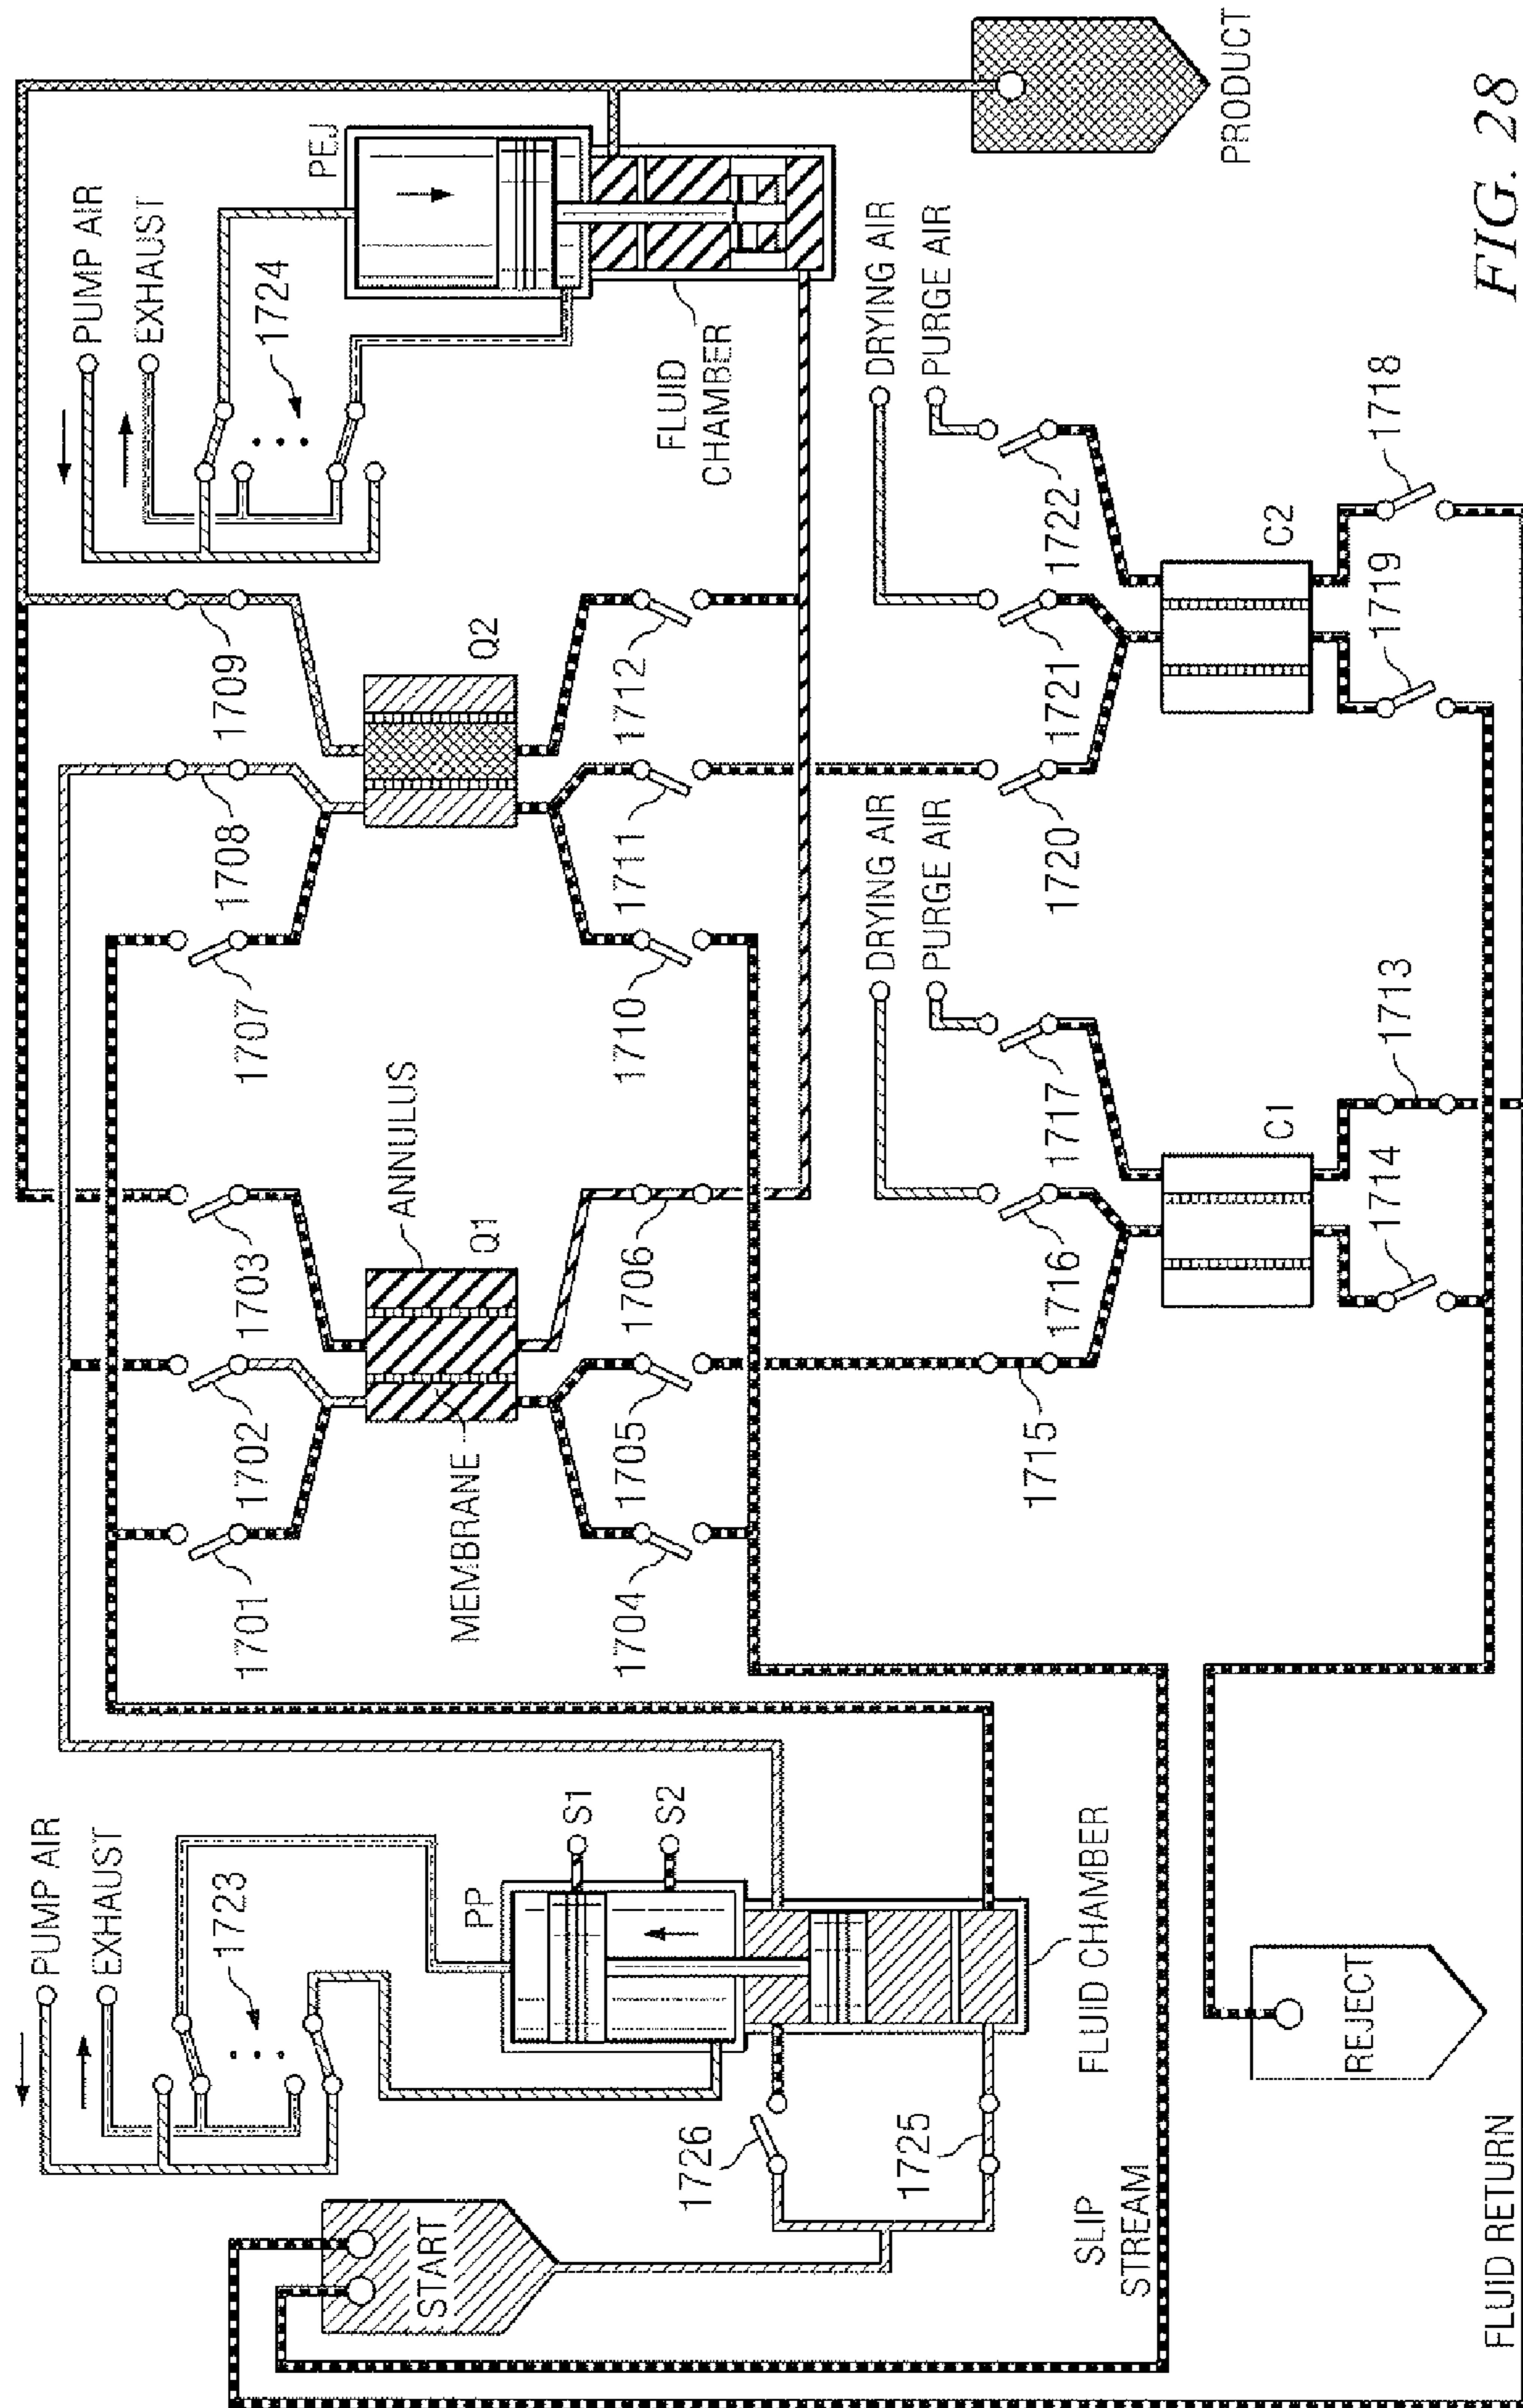 PUMP AIR
EXHAUST
1723
START
1726
1725
SLIP
STREAM
FLUID RETURN
PP
S1
S2
FLUID CHAMBER
REJECT
1701
1702
1703
MEMBRANE
ANNULUS
Q1
1704
1705
1706
1707
1708
1709
Q2
1710
1711
1712
PUMP AIR
EXHAUST
1724
PEJ
FLUID
CHAMBER
DRYING AIR
PURGE AIR
1715
1716
1717
C1
1714
1713
DRYING AIR
PURGE AIR
1720
1721
1722
C2
1719
1718
PRODUCT
FIG. 28